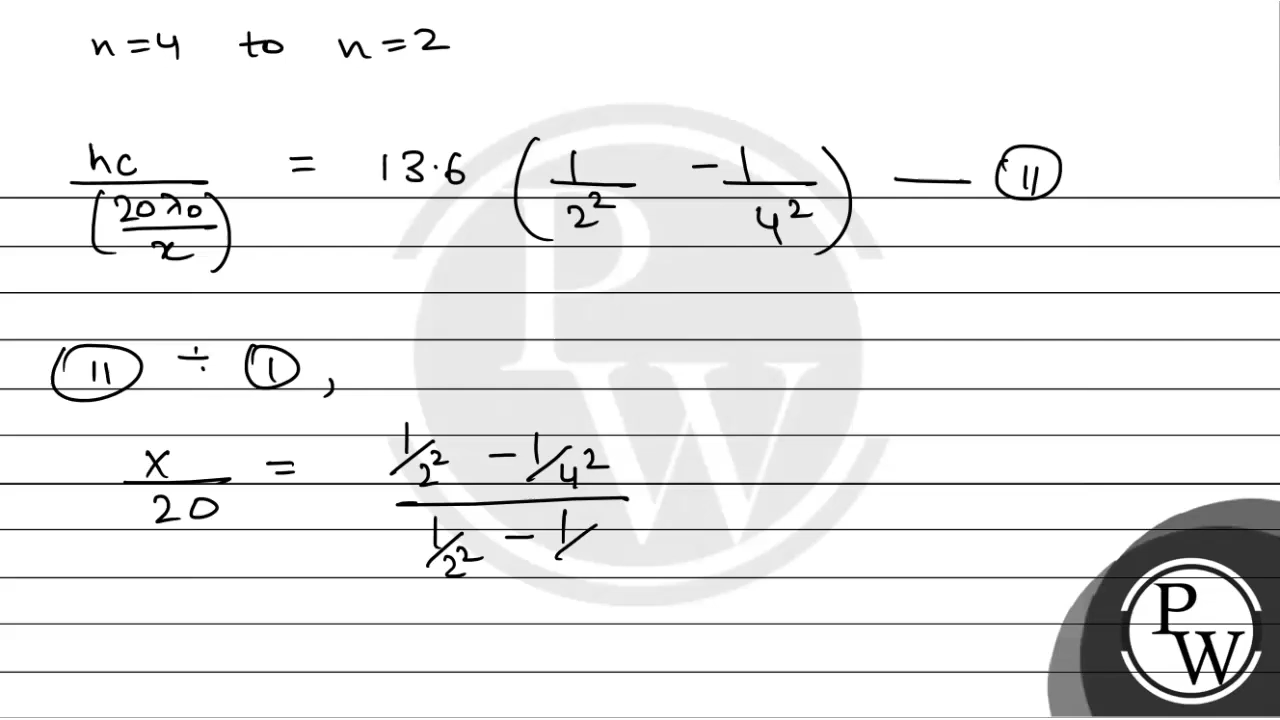 n = 4 to n = 2
hc / (20λ0 / x) = 13.6 (1/2² - 1/4²) — (II)
(II) ÷ (I),
x/20 = (1/2² - 1/4²) / (1/2² - 1/
PW
PW